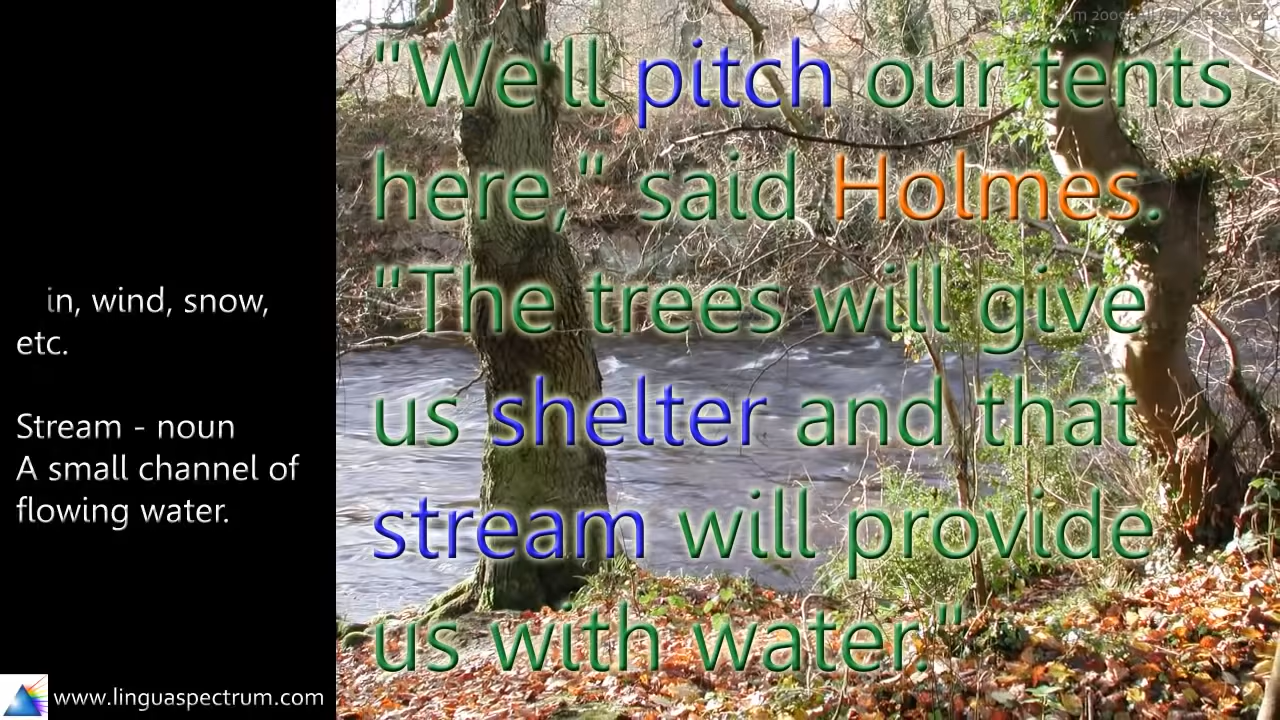 in, wind, snow,
etc.
Stream - noun
A small channel of
flowing water.
www.linguaspectrum.com
"We'll pitch our tents
here," said Holmes.
"The trees will give
us shelter and that
stream will provide
us with water."